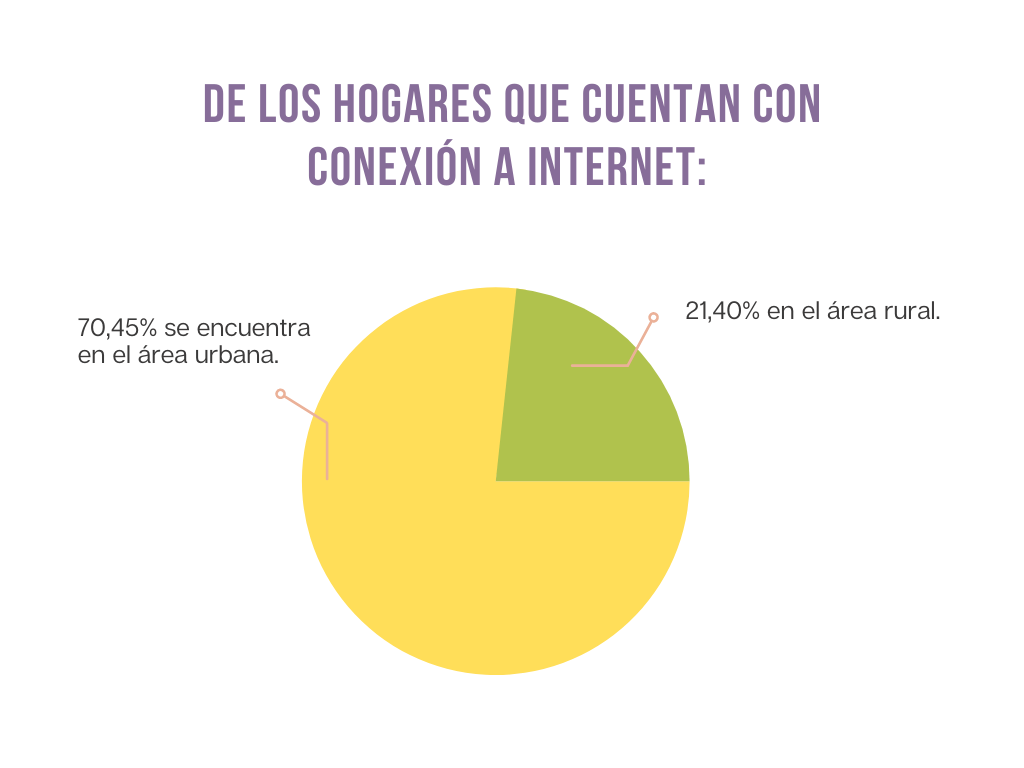 DE LOS HOGARES QUE CUENTAN CON
CONEXIÓN A INTERNET:
70,45% se encuentra
en el área urbana.
21,40% en el área rural.